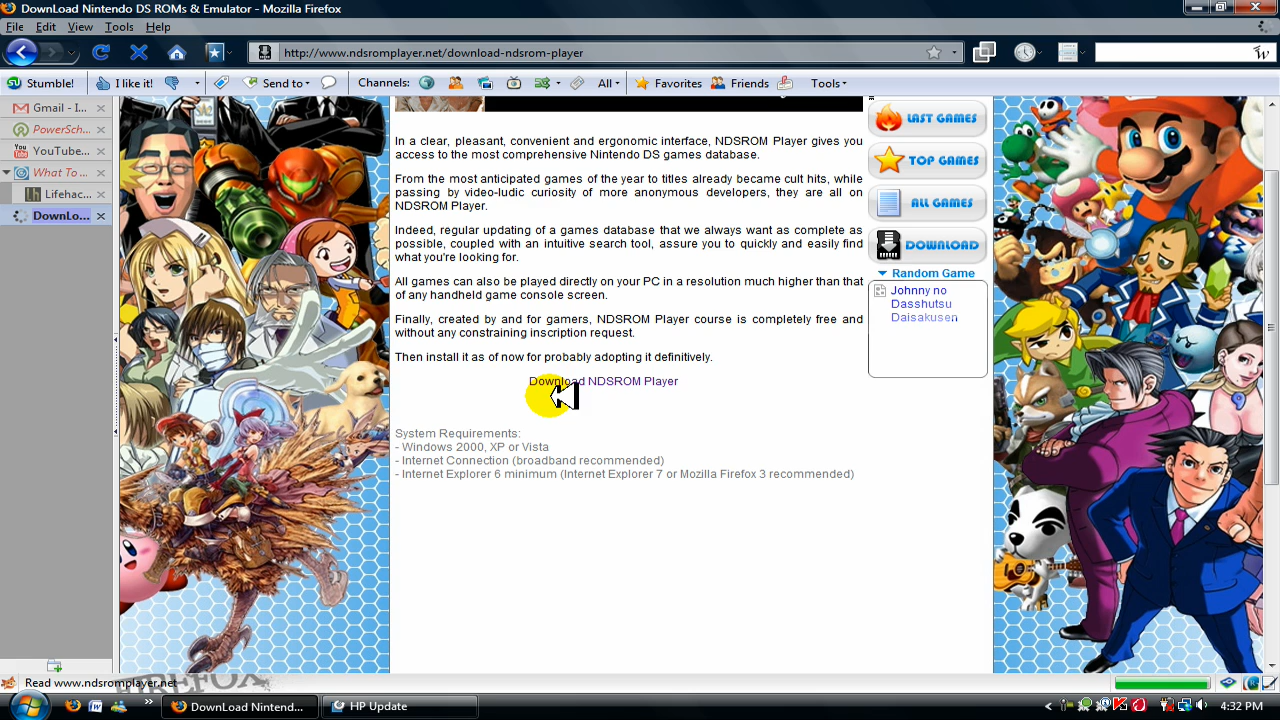 DownLoad Nintendo DS ROMs & Emulator - Mozilla Firefox
File Edit View Tools Help
http://www.ndsromplayer.net/download-ndsrom-player
Stumble! I like it! Send to Channels: All Favorites Friends Tools
Gmail - I...
PowerSch...
YouTube...
What To ...
Lifehac...
DownLo...
In a clear, pleasant, convenient and ergonomic interface, NDSROM Player gives you
access to the most comprehensive Nintendo DS games database.
From the most anticipated games of the year to titles already became cult hits, while
passing by video-ludic curiosity of more anonymous developers, they are all on
NDSROM Player.
Indeed, regular updating of a games database that we always want as complete as
possible, coupled with an intuitive search tool, assure you to quickly and easily find
what you're looking for.
All games can also be played directly on your PC in a resolution much higher than that
of any handheld game console screen.
Finally, created by and for gamers, NDSROM Player course is completely free and
without any constraining inscription request.
Then install it as of now for probably adopting it definitively.
Download NDSROM Player
System Requirements:
- Windows 2000, XP or Vista
- Internet Connection (broadband recommended)
- Internet Explorer 6 minimum (Internet Explorer 7 or Mozilla Firefox 3 recommended)
LAST GAMES
TOP GAMES
ALL GAMES
DOWNLOAD
Random Game
Johnny no
Dasshutsu
Daisakusen
Read www.ndsromplayer.net
FIREFOX
DownLoad Nintend... HP Update 4:32 PM